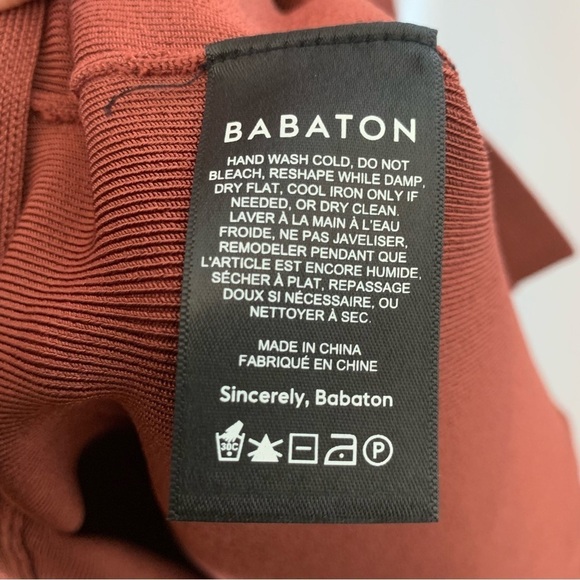 BABATON
HAND WASH COLD, DO NOT
BLEACH, RESHAPE WHILE DAMP,
DRY FLAT, COOL IRON ONLY IF
NEEDED, OR DRY CLEAN.
LAVER À LA MAIN À L'EAU
FROIDE, NE PAS JAVELISER,
REMODELER PENDANT QUE
L'ARTICLE EST ENCORE HUMIDE,
SÉCHER À PLAT, REPASSAGE
DOUX SI NÉCESSAIRE, OU
NETTOYER À SEC.
MADE IN CHINA
FABRIQUÉ EN CHINE
Sincerely, Babaton
30C P